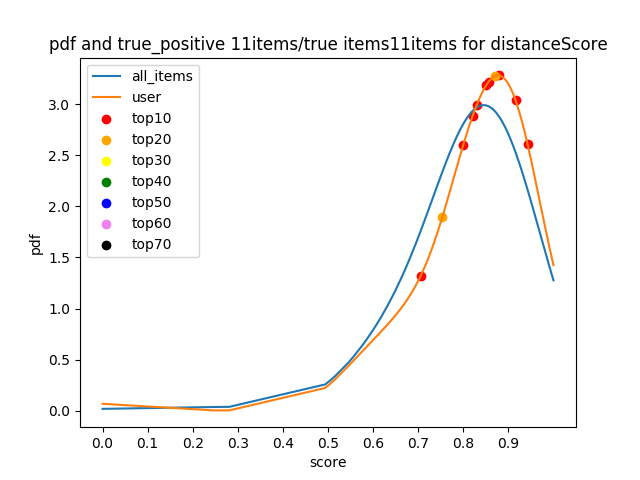 pdf and true_positive 11items/true items11items for distanceScore
all_items
user
top10
top20
top30
top40
top50
top60
top70
3.0
2.5
2.0
1.5
1.0
0.5
0.0
pdf
0.0 0.1 0.2 0.3 0.4 0.5 0.6 0.7 0.8 0.9
score